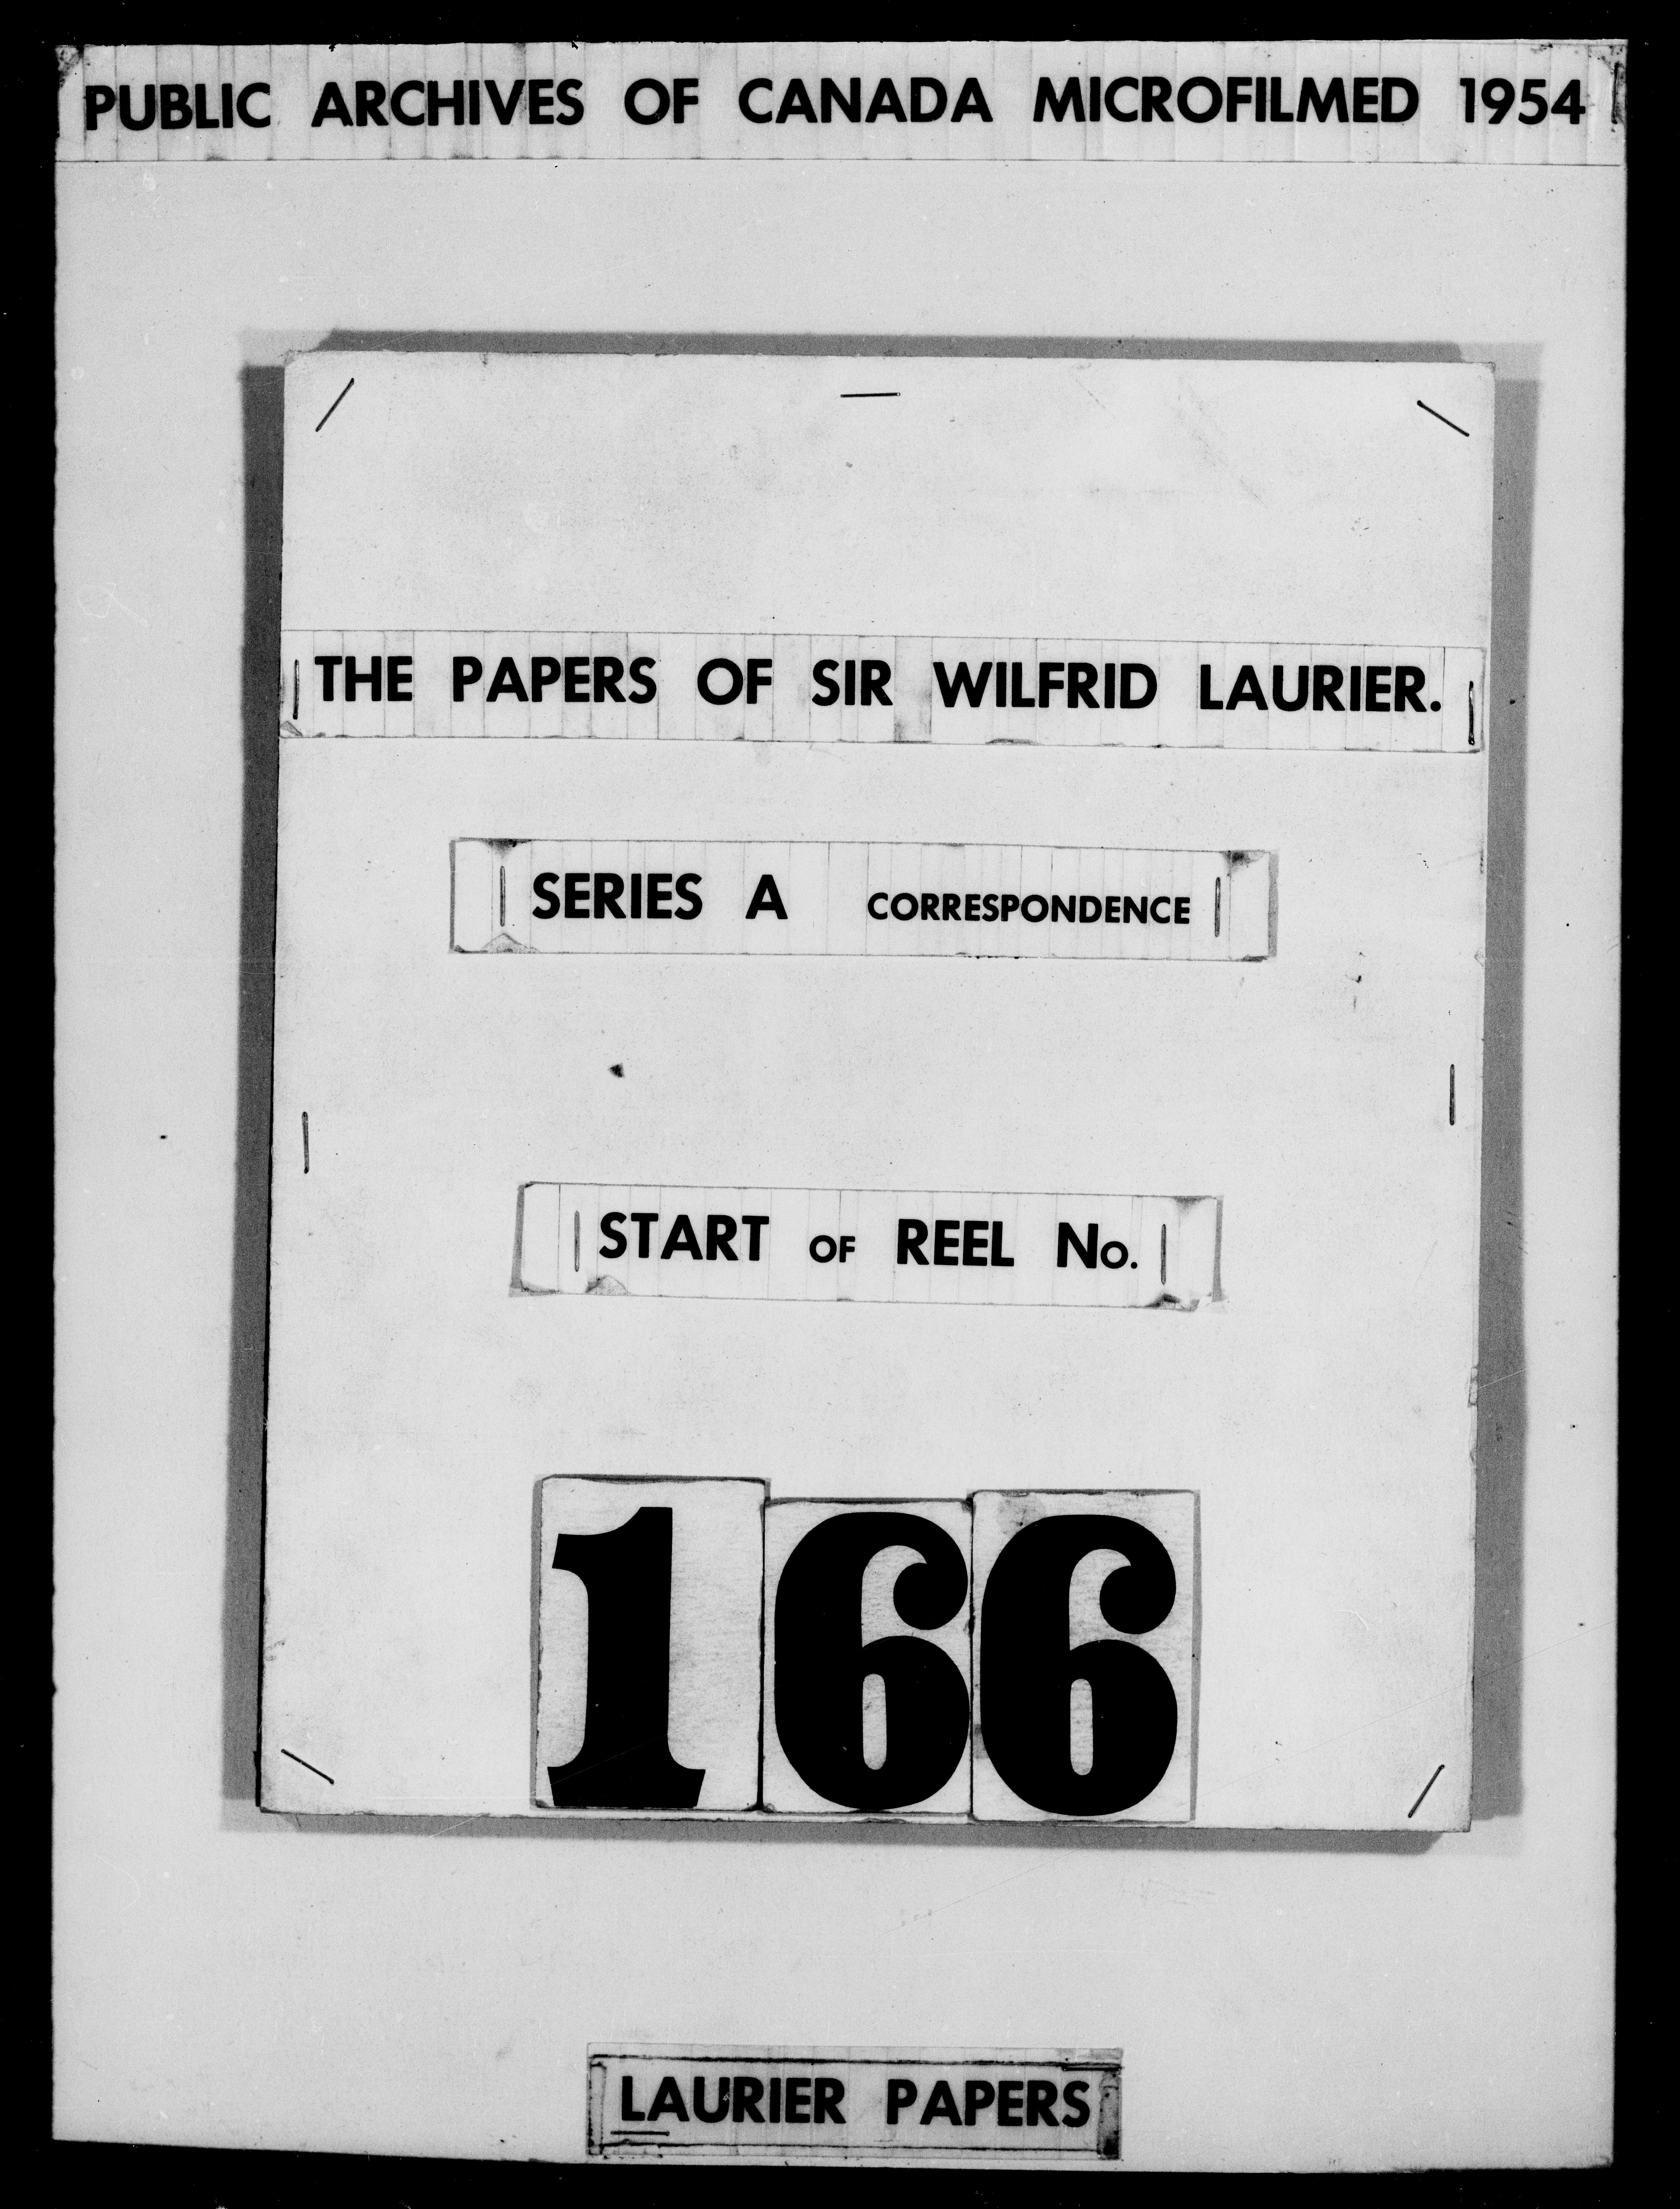 PUBLIC ARCHIVES OF CANADA MICROFILMED 1954
THE PAPERS OF SIR WILFRID LAURIER.
SERIES A CORRESPONDENCE
START OF REEL No.
166
LAURIER PAPERS